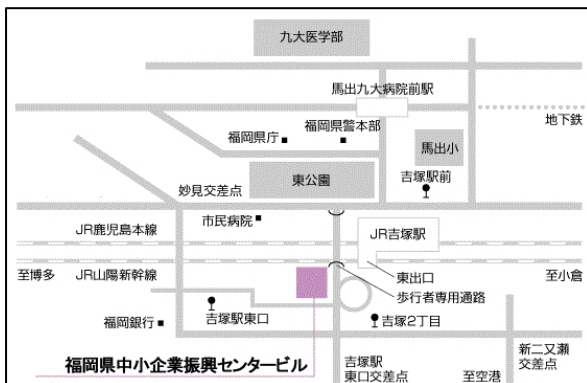 九大医学部
馬出九大病院前駅
地下鉄
福岡県庁
福岡県警本部
馬出小
東公園
吉塚駅前
妙見交差点
市民病院
JR鹿児島本線
JR吉塚駅
至博多
JR山陽新幹線
東出口
至小倉
歩行者専用通路
吉塚駅東口
吉塚2丁目
福岡銀行
福岡県中小企業振興センタービル
吉塚駅
東口交差点
至空港
新二又瀬
交差点